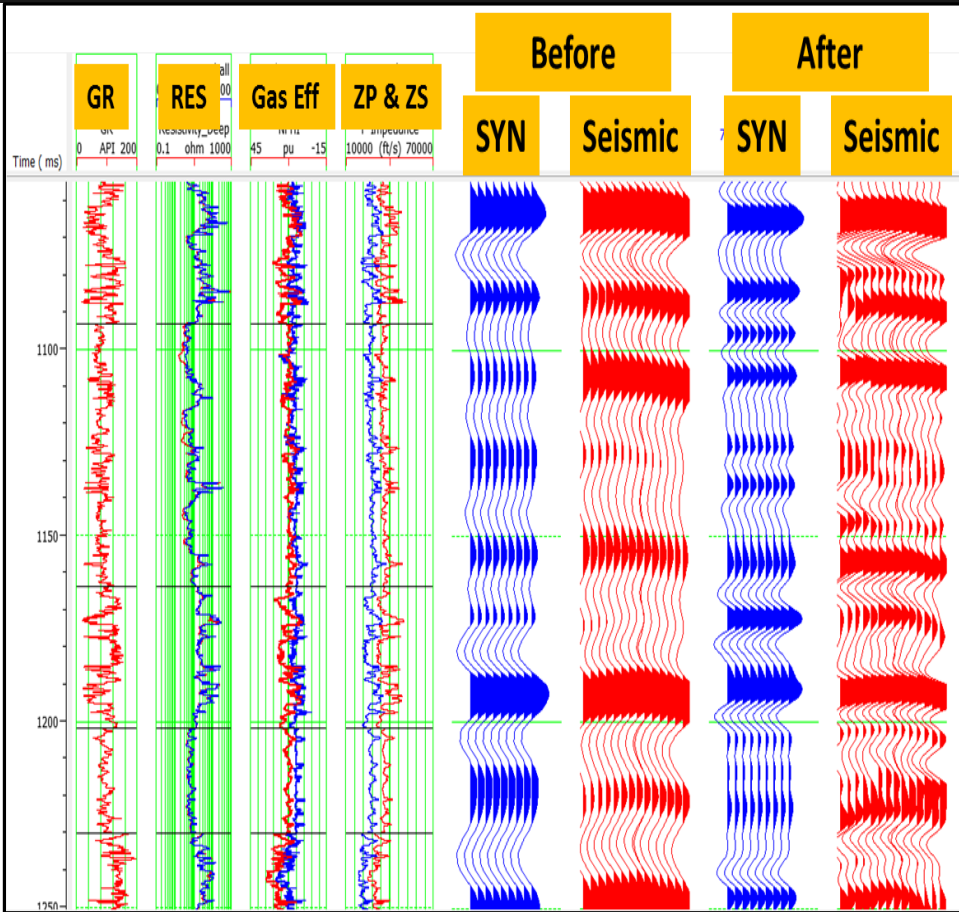 Before
After
GR
RES
Gas Eff
ZP & ZS
SYN
Seismic
SYN
Seismic
Resistivity_Deep
Time ( ms)
0 API 200
0.1 ohm 1000
45 pu -15
10000 (ft/s) 70000
1100
1150
1200
1250